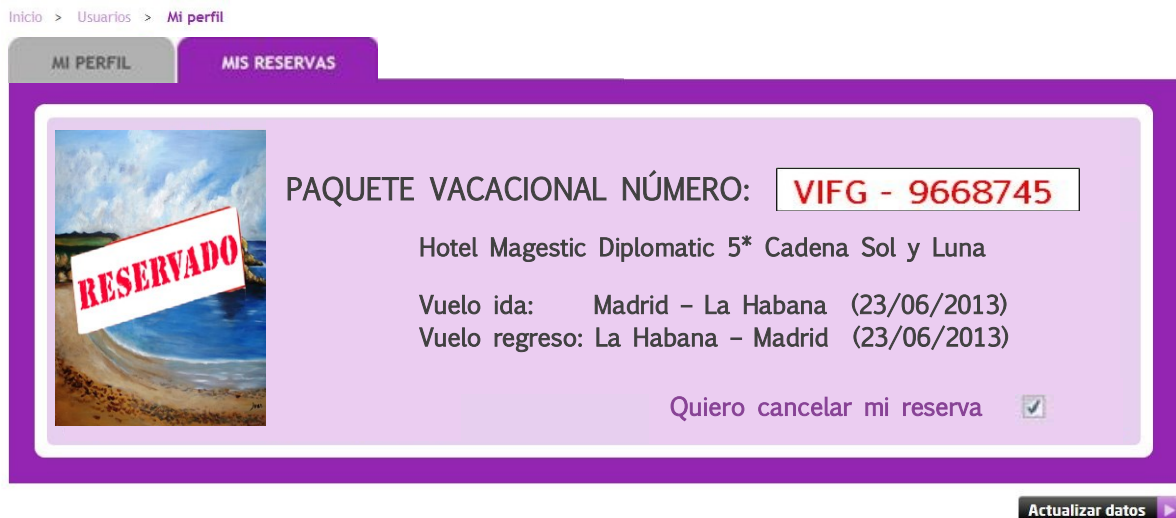 Inicio > Usuarios > Mi perfil
MI PERFIL MIS RESERVAS
PAQUETE VACACIONAL NÚMERO: VIFG - 9668745
RESERVADO
Hotel Magestic Diplomatic 5* Cadena Sol y Luna
Vuelo ida: Madrid – La Habana (23/06/2013)
Vuelo regreso: La Habana – Madrid (23/06/2013)
Quiero cancelar mi reserva
Actualizar datos